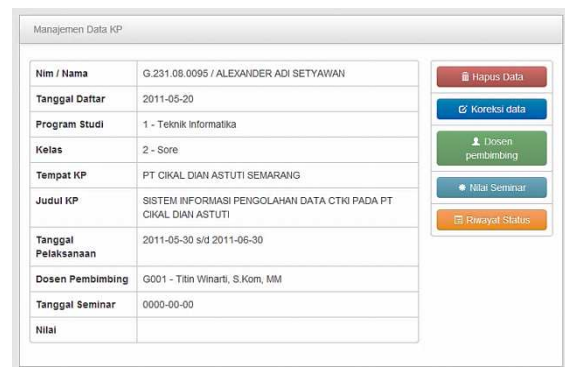 Manajemen Data KP
Nim / Nama G.231.08.0095 / ALEXANDER ADI SETYAWAN
Tanggal Daftar 2011-05-20
Program Studi 1 - Teknik Informatika
Kelas 2 - Sore
Tempat KP PT CIKAL DIAN ASTUTI SEMARANG
Judul KP SISTEM INFORMASI PENGOLAHAN DATA CTKI PADA PT
CIKAL DIAN ASTUTI
Tanggal
Pelaksanaan 2011-05-30 s/d 2011-06-30
Dosen Pembimbing G001 - Titin Winarti, S.Kom, MM
Tanggal Seminar 0000-00-00
Nilai
Hapus Data
Koreksi data
Dosen
pembimbing
Nilai Seminar
Riwayat Status